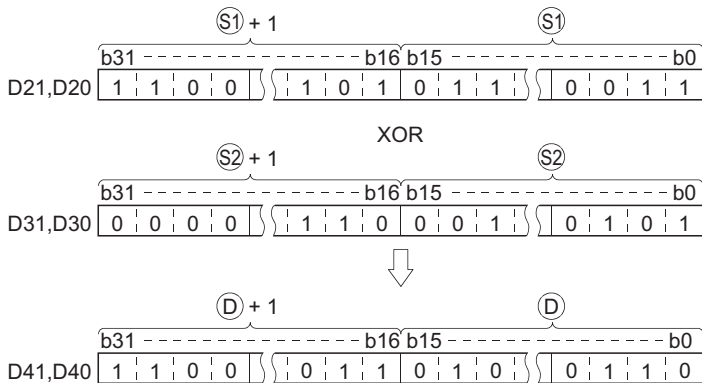 S1 + 1 S1
b31 b16 b15 b0
D21,D20 1 1 0 0 1 0 1 0 1 1 0 0 1 1
XOR
S2 + 1 S2
b31 b16 b15 b0
D31,D30 0 0 0 0 1 1 0 0 0 1 0 1 0 1
D + 1 D
b31 b16 b15 b0
D41,D40 1 1 0 0 0 1 1 0 1 0 0 1 1 0